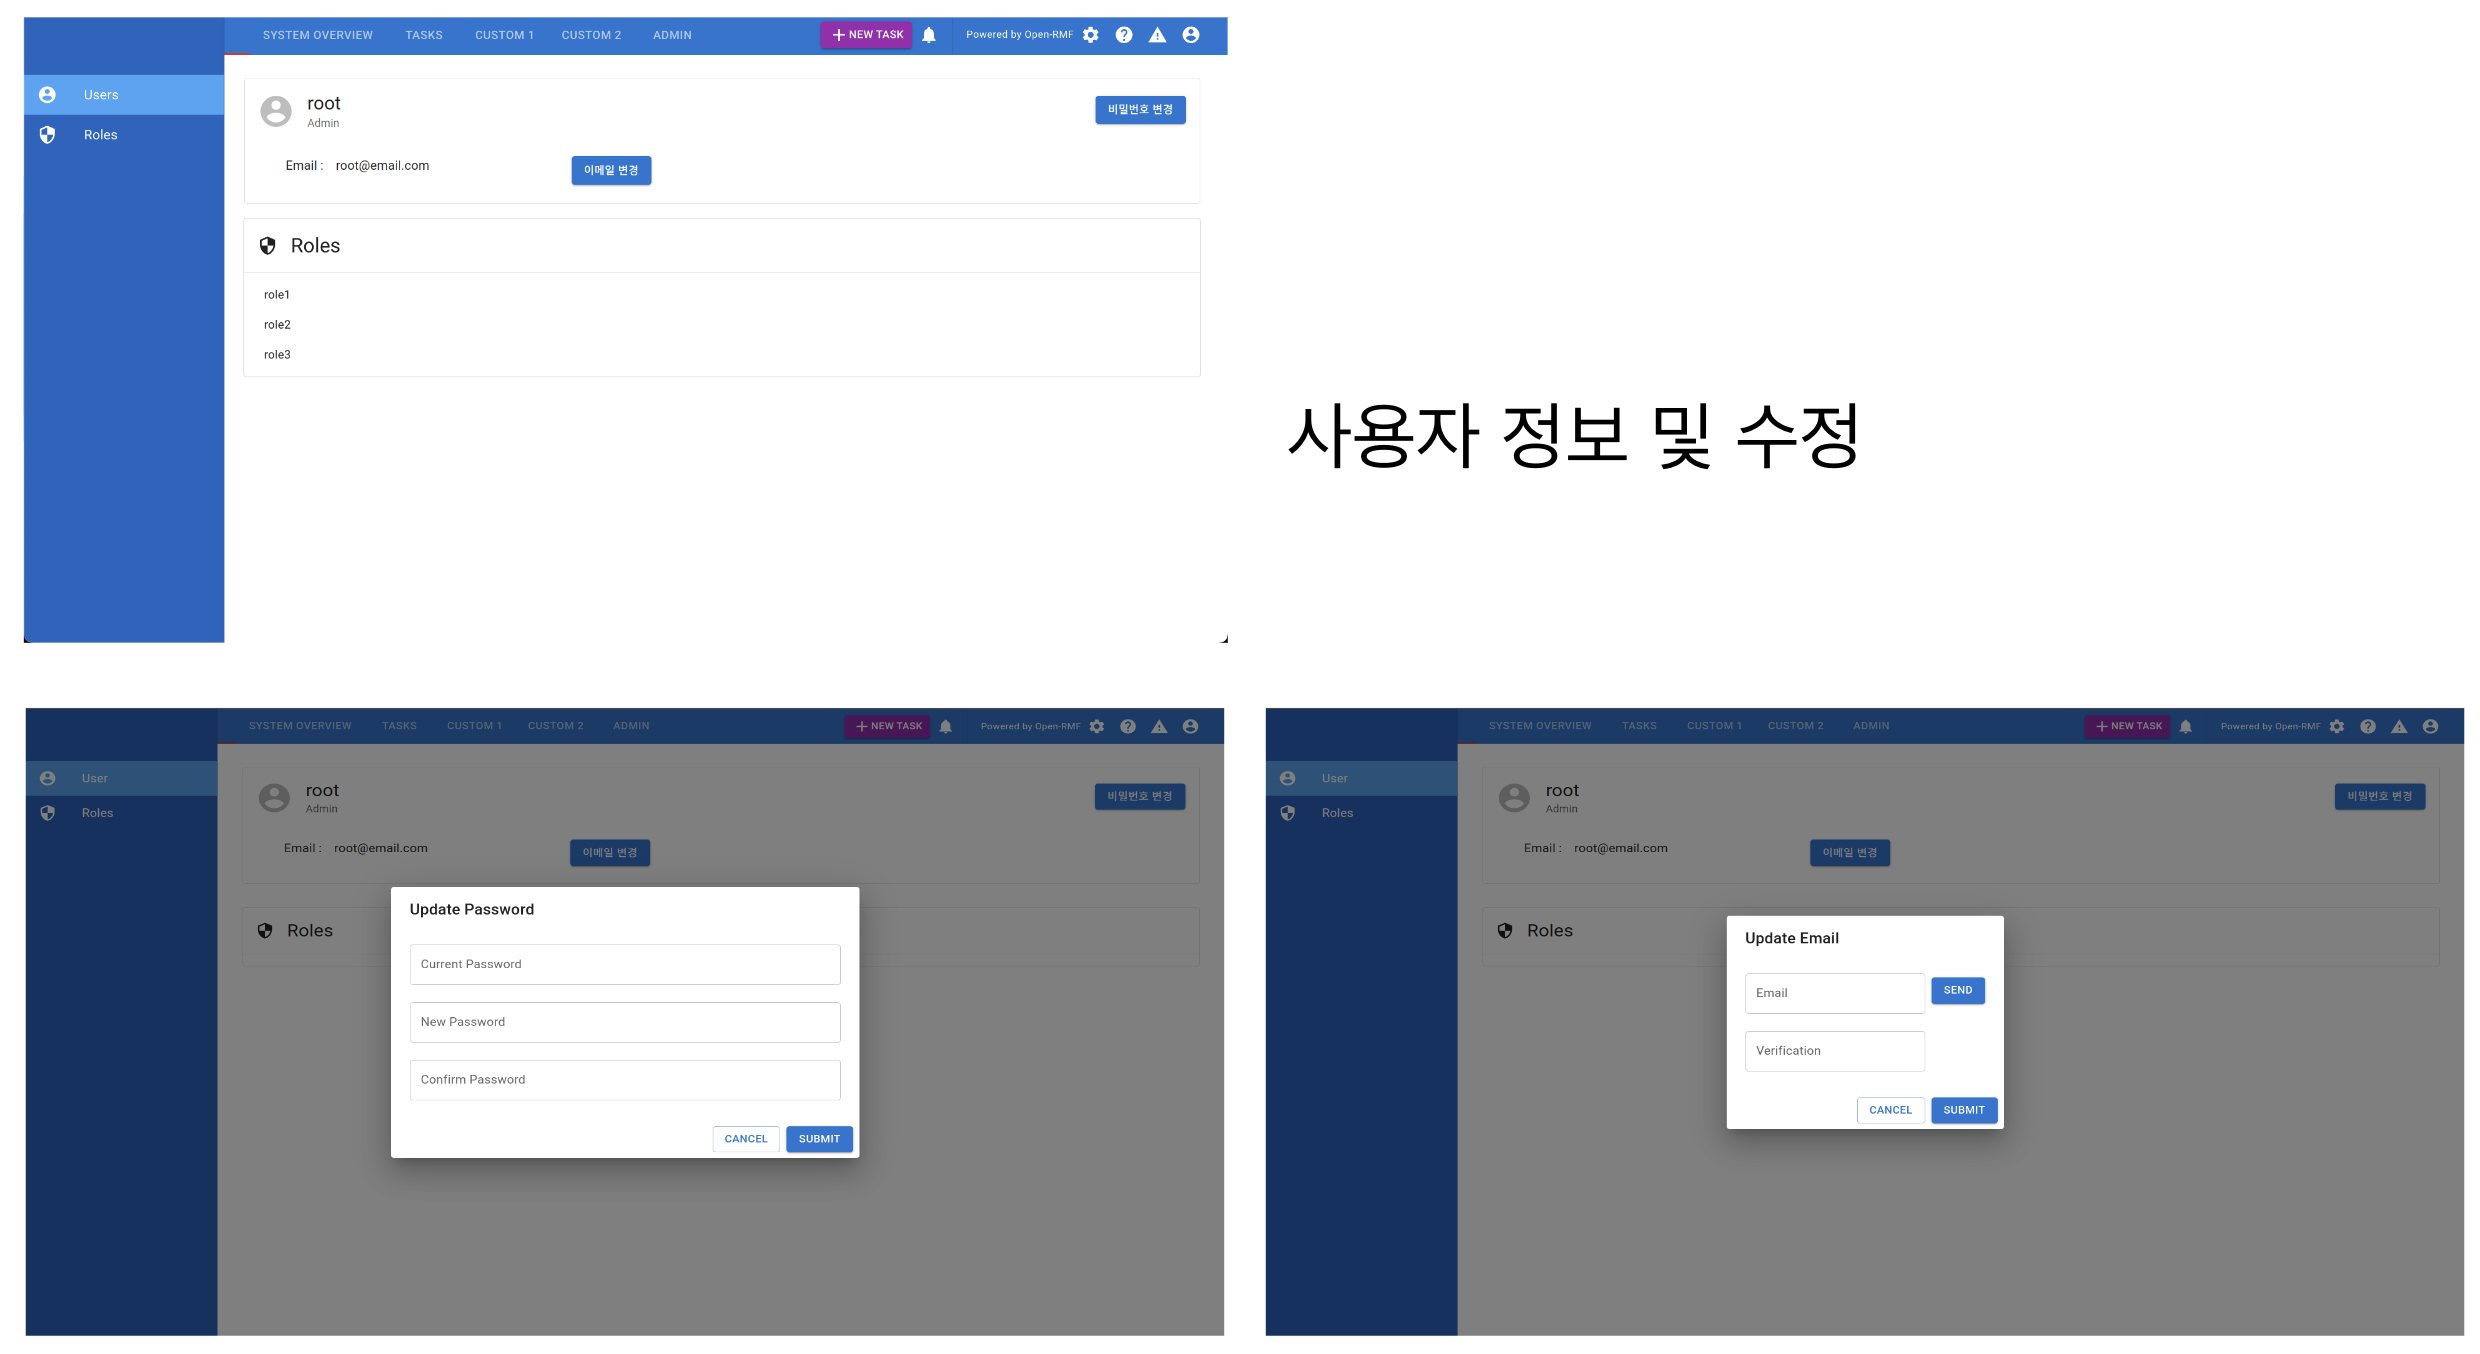 SYSTEM OVERVIEW TASKS CUSTOM 1 CUSTOM 2 ADMIN + NEW TASK Powered by Open-RMF
Users
Roles
root
Admin
비밀번호 변경
Email : root@email.com 이메일 변경
Roles
role1
role2
role3
사용자 정보 및 수정
SYSTEM OVERVIEW TASKS CUSTOM 1 CUSTOM 2 ADMIN + NEW TASK Powered by Open-RMF
User
Roles
root
Admin
비밀번호 변경
Email : root@email.com 이메일 변경
Roles
Update Password
Current Password
New Password
Confirm Password
CANCEL SUBMIT
SYSTEM OVERVIEW TASKS CUSTOM 1 CUSTOM 2 ADMIN + NEW TASK Powered by Open-RMF
User
Roles
root
Admin
비밀번호 변경
Email : root@email.com 이메일 변경
Roles
Update Email
Email SEND
Verification
CANCEL SUBMIT